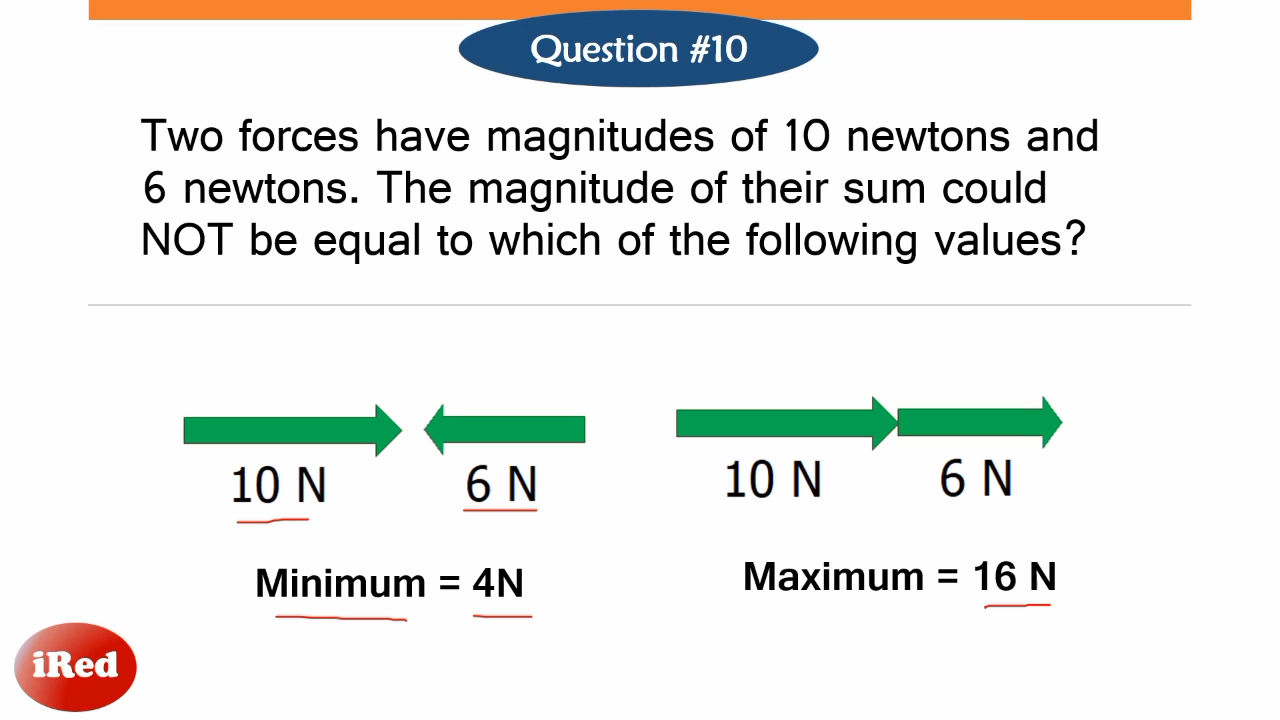 Question #10
Two forces have magnitudes of 10 newtons and
6 newtons. The magnitude of their sum could
NOT be equal to which of the following values?
10 N 6 N 10 N 6 N
Minimum = 4N Maximum = 16 N
iRed